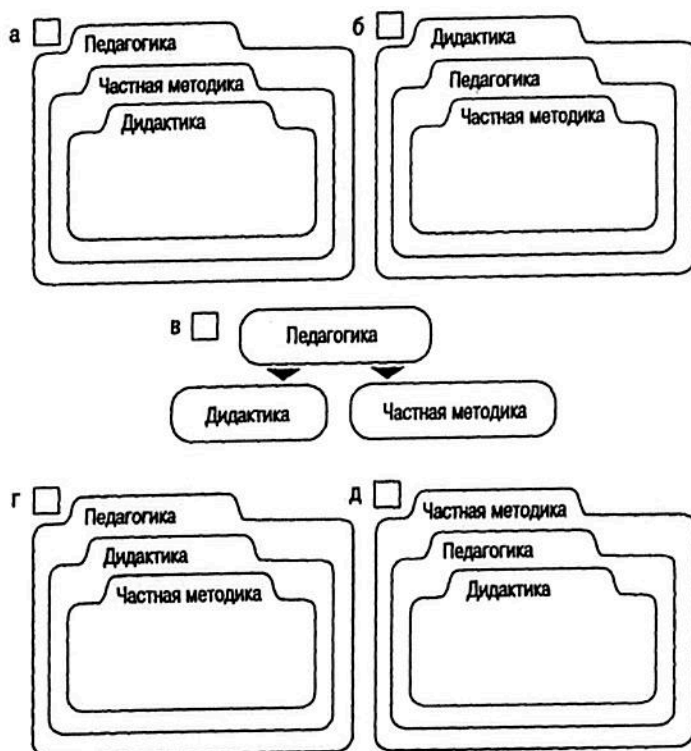 а
Педагогика
Частная методика
Дидактика
б
Дидактика
Педагогика
Частная методика
в
Педагогика
Дидактика
Частная методика
г
Педагогика
Дидактика
Частная методика
д
Частная методика
Педагогика
Дидактика